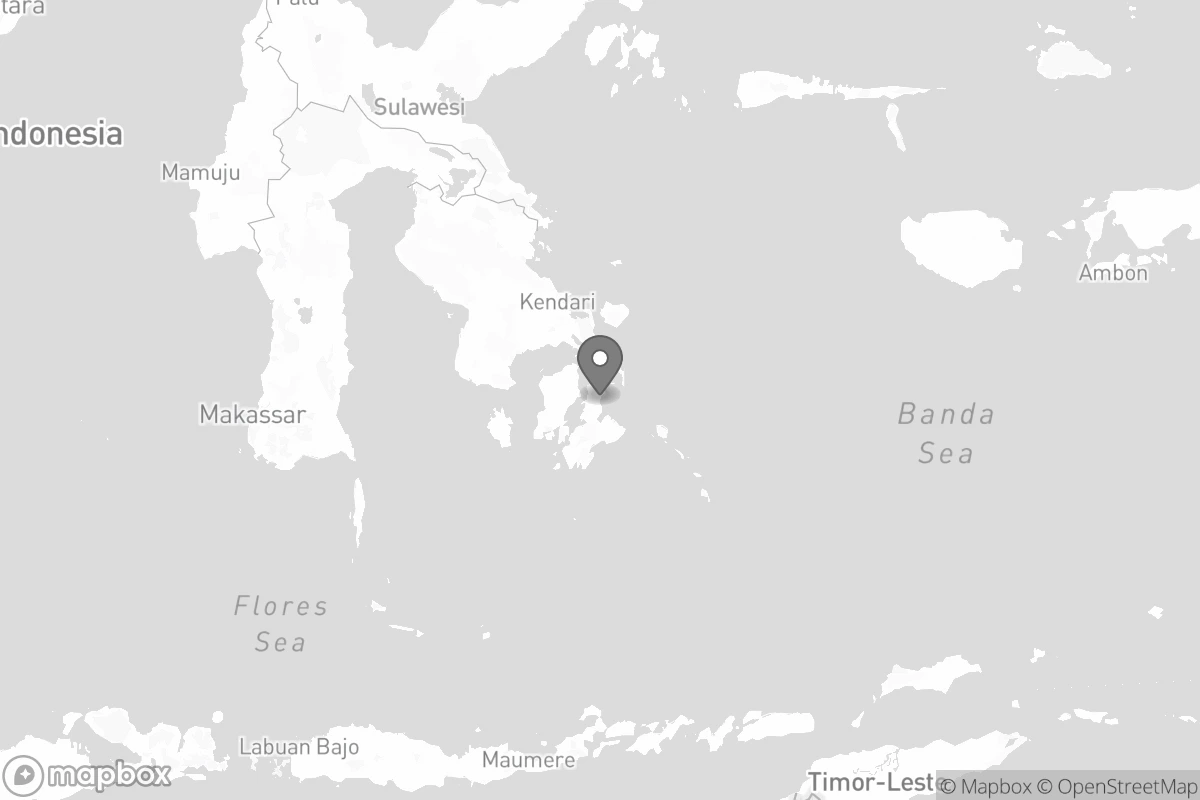 tara
Palu
Sulawesi
ndonesia
Mamuju
Ambon
Kendari
Makassar
Banda
Sea
Flores
Sea
Labuan Bajo
Maumere
Timor-Leste
mapbox
© Mapbox © OpenStreetMap